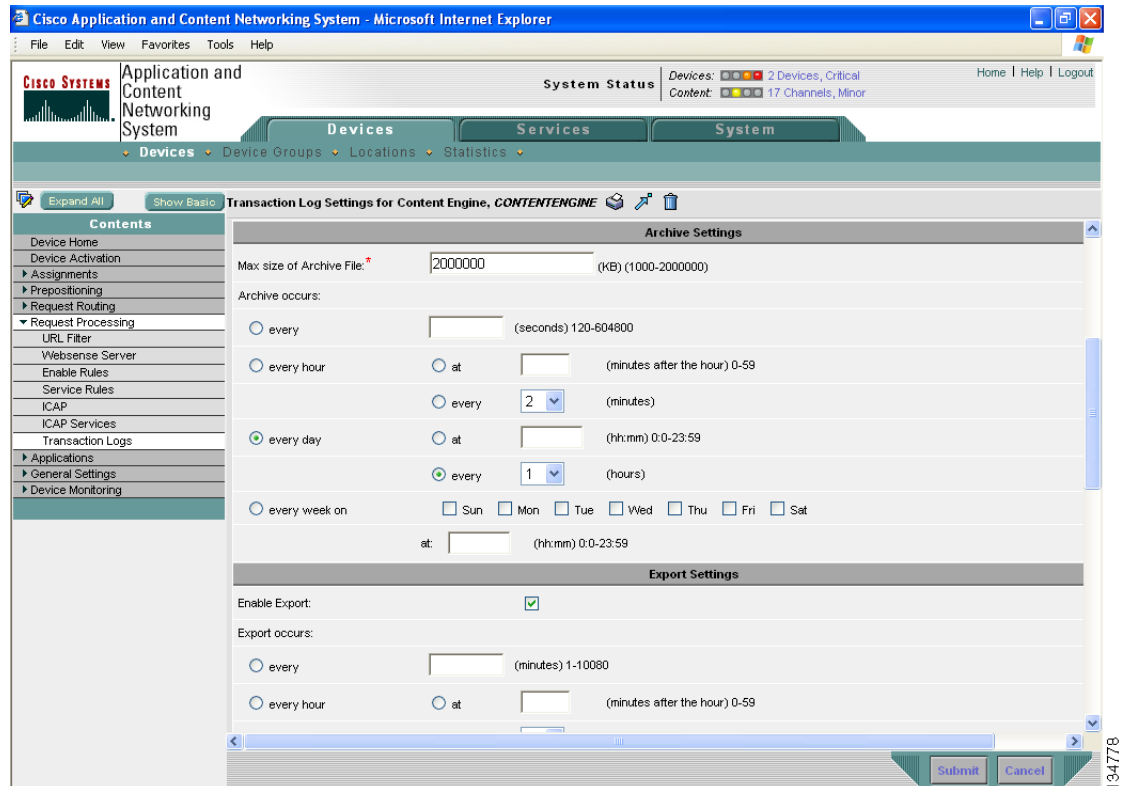 Cisco Application and Content Networking System - Microsoft Internet Explorer
File Edit View Favorites Tools Help
CISCO SYSTEMS
Application and
Content
Networking
System
System Status
Devices: 2 Devices, Critical
Content: 17 Channels, Minor
Home | Help | Logout
Devices Services System
Devices Device Groups Locations Statistics
Expand All Show Basic
Transaction Log Settings for Content Engine, CONTENTENGINE
Contents
Device Home
Device Activation
Assignments
Prepositioning
Request Routing
Request Processing
URL Filter
Websense Server
Enable Rules
Service Rules
ICAP
ICAP Services
Transaction Logs
Applications
General Settings
Device Monitoring
Archive Settings
Max size of Archive File:* 2000000 (KB) (1000-2000000)
Archive occurs:
every (seconds) 120-604800
every hour at (minutes after the hour) 0-59
every 2 (minutes)
every day at (hh:mm) 0:0-23:59
every 1 (hours)
every week on Sun Mon Tue Wed Thu Fri Sat
at: (hh:mm) 0:0-23:59
Export Settings
Enable Export:
Export occurs:
every (minutes) 1-10080
every hour at (minutes after the hour) 0-59
Submit Cancel
134778